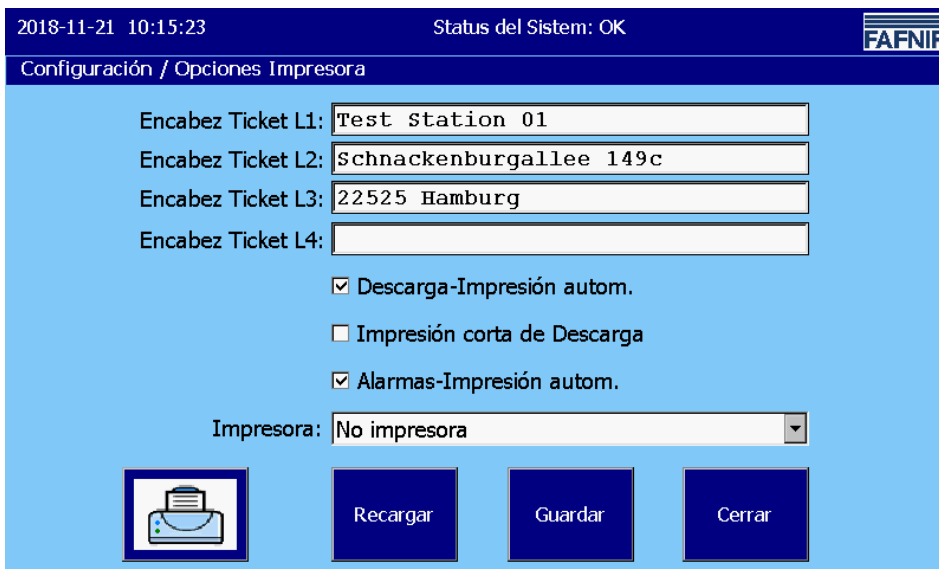 2018-11-21 10:15:23 Status del Sistem: OK FAFNIR
Configuración / Opciones Impresora
Encabez Ticket L1: Test Station 01
Encabez Ticket L2: Schnackenburgallee 149c
Encabez Ticket L3: 22525 Hamburg
Encabez Ticket L4:
Descarga-Impresión autom.
Impresión corta de Descarga
Alarmas-Impresión autom.
Impresora: No impresora
Recargar Guardar Cerrar